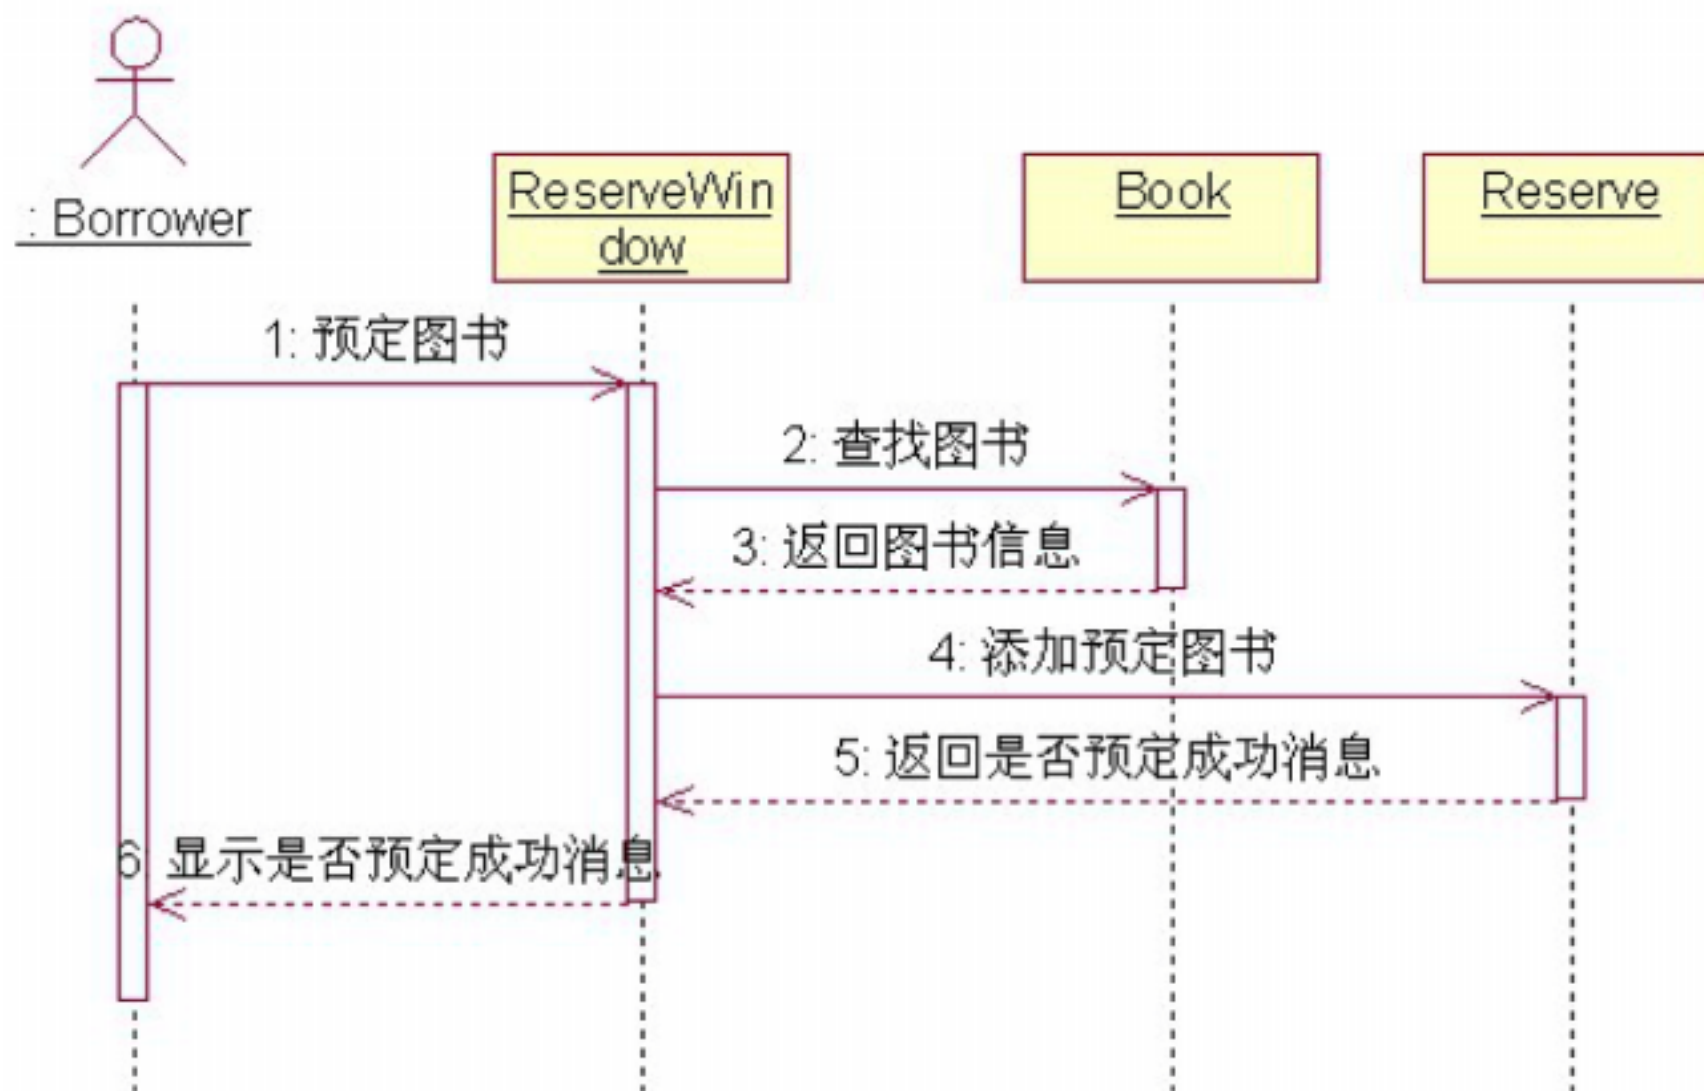 : Borrower
ReserveWin
dow
Book
Reserve
1: 预定图书
2: 查找图书
3: 返回图书信息
4: 添加预定图书
5: 返回是否预定成功消息
6: 显示是否预定成功消息